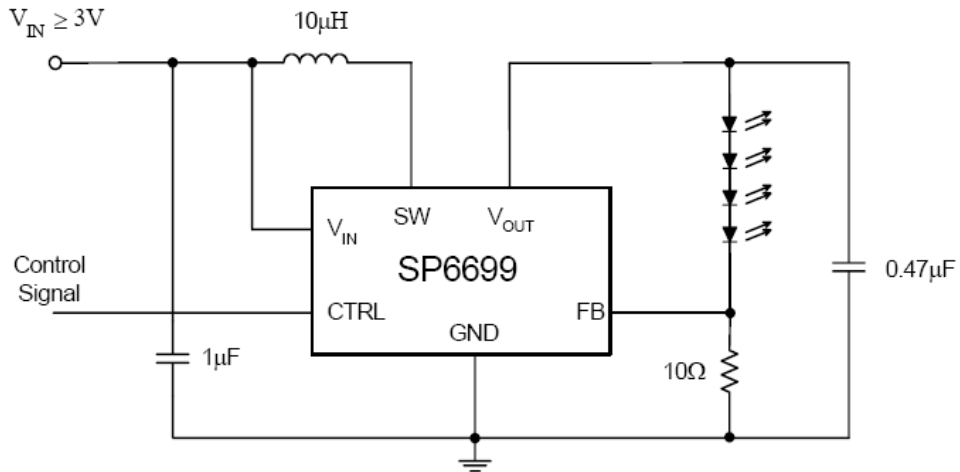 V_IN ≥ 3V
10μH
V_IN
SW
V_OUT
SP6699
Control
Signal
CTRL
FB
GND
0.47μF
1μF
10Ω